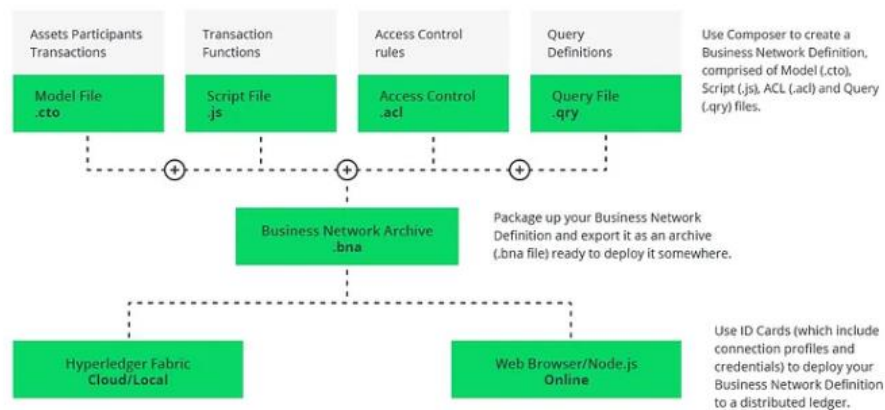 Assets Participants
Transactions
Transaction
Functions
Access Control
rules
Query
Definitions
Use Composer to create a
Business Network Definition,
comprised of Model (.cto),
Script (.js), ACL (.acl) and Query
(.qry) files.
Model File
.cto
Script File
.js
Access Control
.acl
Query File
.qry
Business Network Archive
.bna
Package up your Business Network
Definition and export it as an archive
(.bna file) ready to deploy it somewhere.
Hyperledger Fabric
Cloud/Local
Web Browser/Node.js
Online
Use ID Cards (which include
connection profiles and
credentials) to deploy your
Business Network Definition
to a distributed ledger.